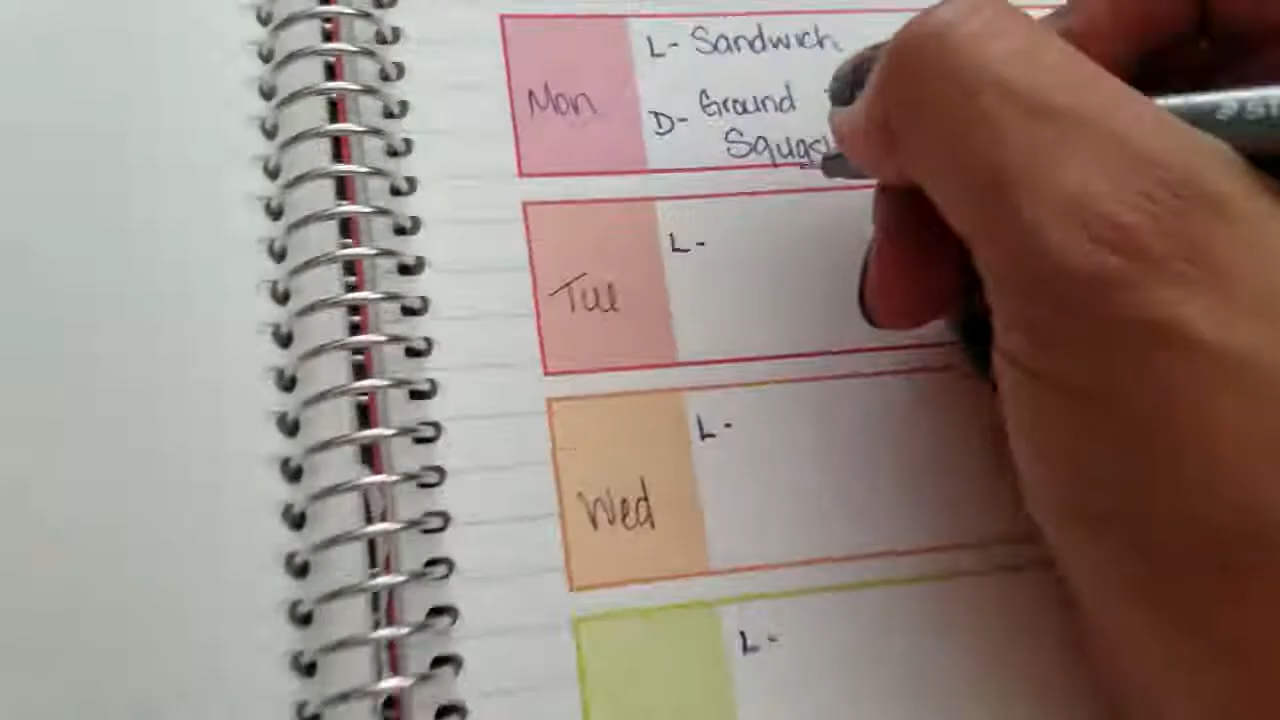 L- Sandwich
Mon
D- Ground
Squash
L-
Tue
L-
Wed
L-